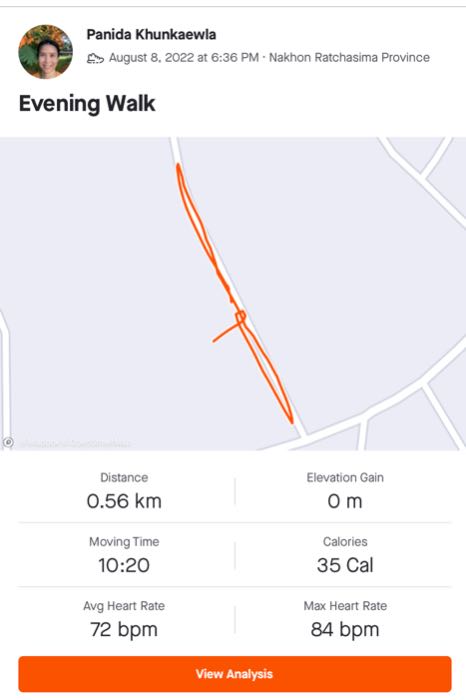 Panida Khunkaewla
August 8, 2022 at 6:36 PM · Nakhon Ratchasima Province
Evening Walk
Distance
Elevation Gain
0.56 km
0 m
Moving Time
Calories
10:20
35 Cal
Avg Heart Rate
Max Heart Rate
72 bpm
84 bpm
View Analysis